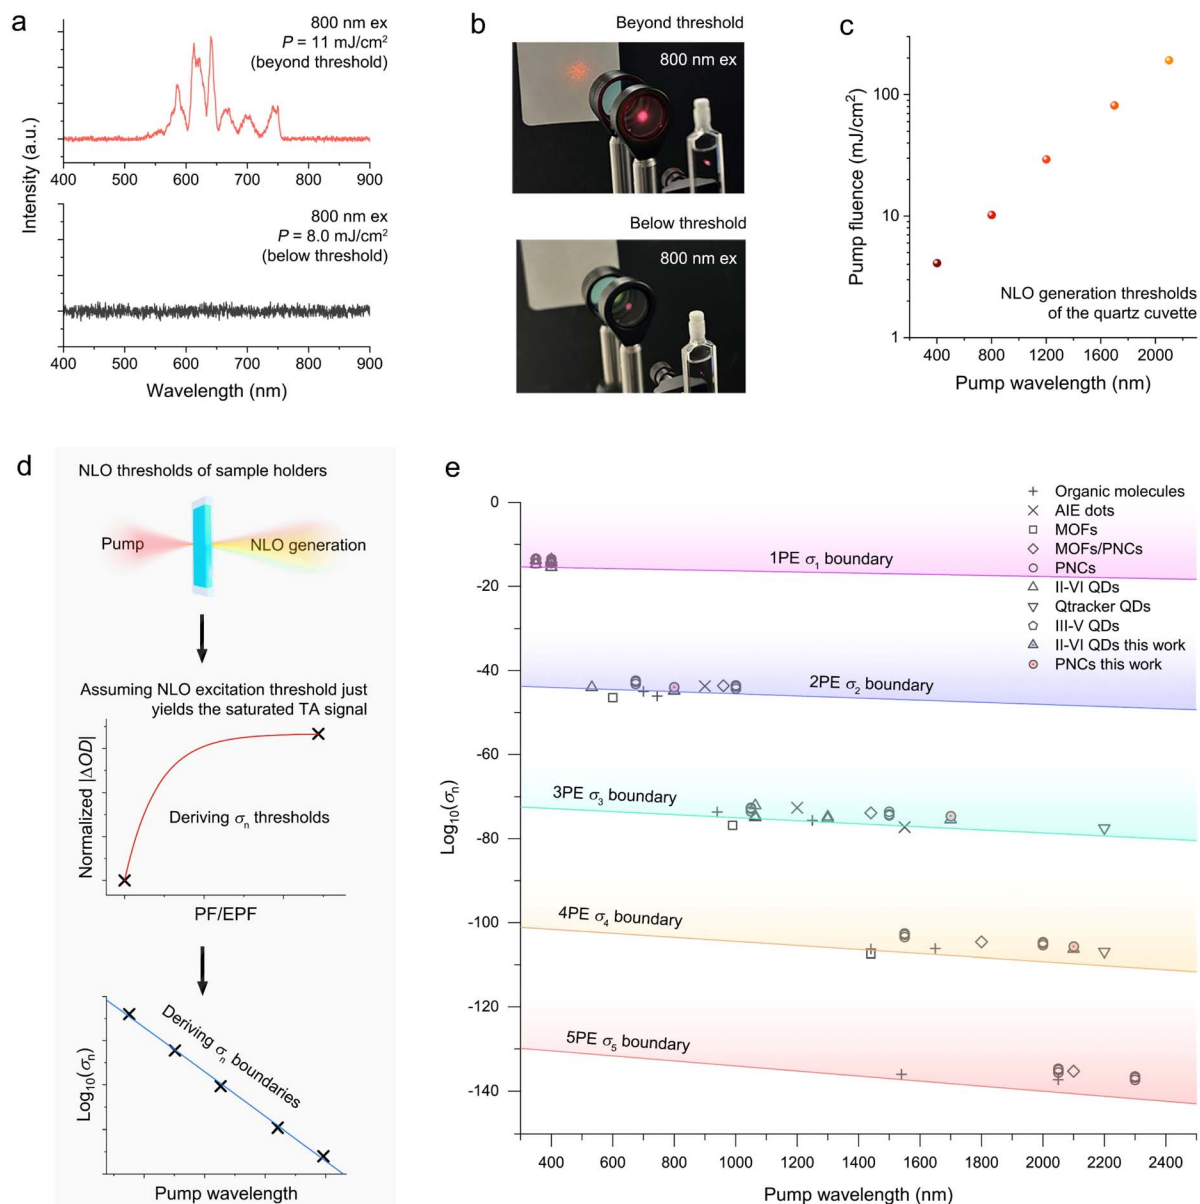 a
800 nm ex
P = 11 mJ/cm²
(beyond threshold)
400 500 600 700 800 900
800 nm ex
P = 8.0 mJ/cm²
(below threshold)
400 500 600 700 800 900
Intensity (a.u.)
Wavelength (nm)
b
Beyond threshold
800 nm ex
Below threshold
800 nm ex
c
100
10
1
Pump fluence (mJ/cm²)
NLO generation thresholds
of the quartz cuvette
400 800 1200 1600 2000
Pump wavelength (nm)
d
NLO thresholds of sample holders
Pump
NLO generation
Assuming NLO excitation threshold just
yields the saturated TA signal
Normalized |ΔOD|
Deriving σₙ thresholds
PF/EPF
Log₁₀(σₙ)
Deriving σₙ boundaries
Pump wavelength
e
0
-20
-40
-60
-80
-100
-120
-140
Log₁₀(σₙ)
Organic molecules
AIE dots
MOFs
MOFs/PNCs
PNCs
II-VI QDs
Qtracker QDs
III-V QDs
II-VI QDs this work
PNCs this work
1PE σ₁ boundary
2PE σ₂ boundary
3PE σ₃ boundary
4PE σ₄ boundary
5PE σ₅ boundary
400 600 800 1000 1200 1400 1600 1800 2000 2200 2400
Pump wavelength (nm)